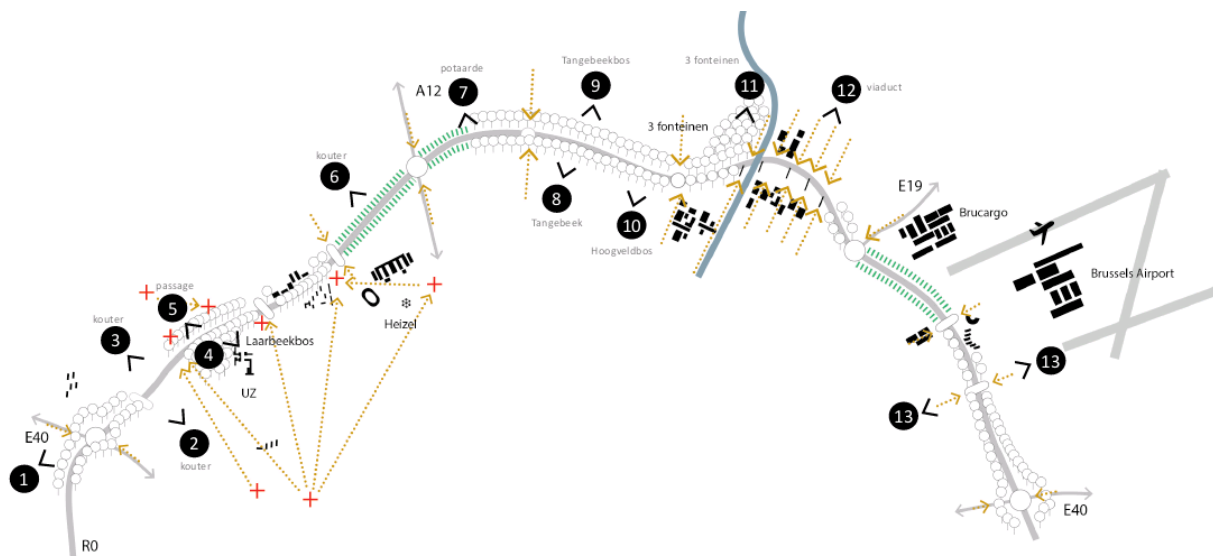 Tangebeekbos
3 fonteinen
potaarde
9
11
12
viaduct
A12
7
3 fonteinen
kouter
6
E19
8
Brucargo
Tangebeek
10
Hoogveldbos
Brussels Airport
passage
5
kouter
3
4
Laarbeekbos
Heizel
13
UZ
13
E40
2
kouter
1
E40
R0